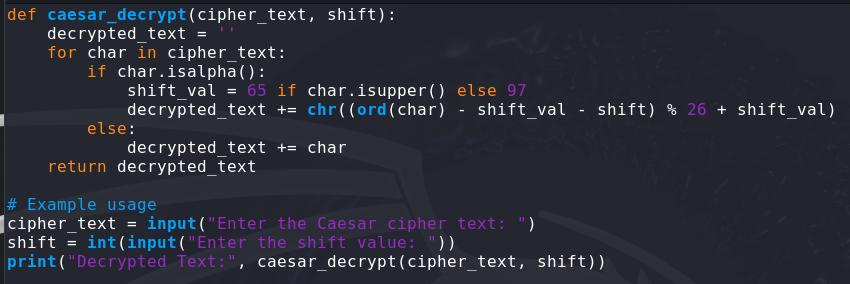 def caesar_decrypt(cipher_text, shift):
    decrypted_text = ''
    for char in cipher_text:
        if char.isalpha():
            shift_val = 65 if char.isupper() else 97
            decrypted_text += chr((ord(char) - shift_val - shift) % 26 + shift_val)
        else:
            decrypted_text += char
    return decrypted_text

# Example usage
cipher_text = input("Enter the Caesar cipher text: ")
shift = int(input("Enter the shift value: "))
print("Decrypted Text:", caesar_decrypt(cipher_text, shift))